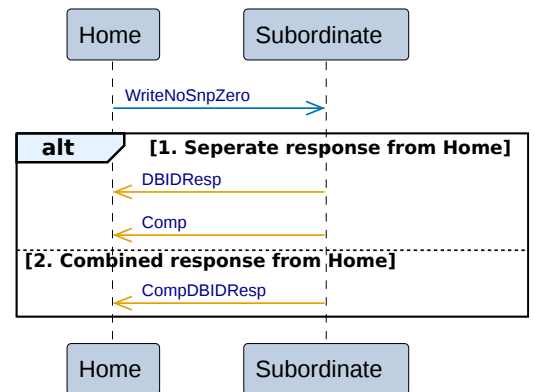 Home Subordinate
WriteNoSnpZero
alt [1. Seperate response from Home]
DBIDResp
Comp
[2. Combined response from Home]
CompDBIDResp
Home Subordinate